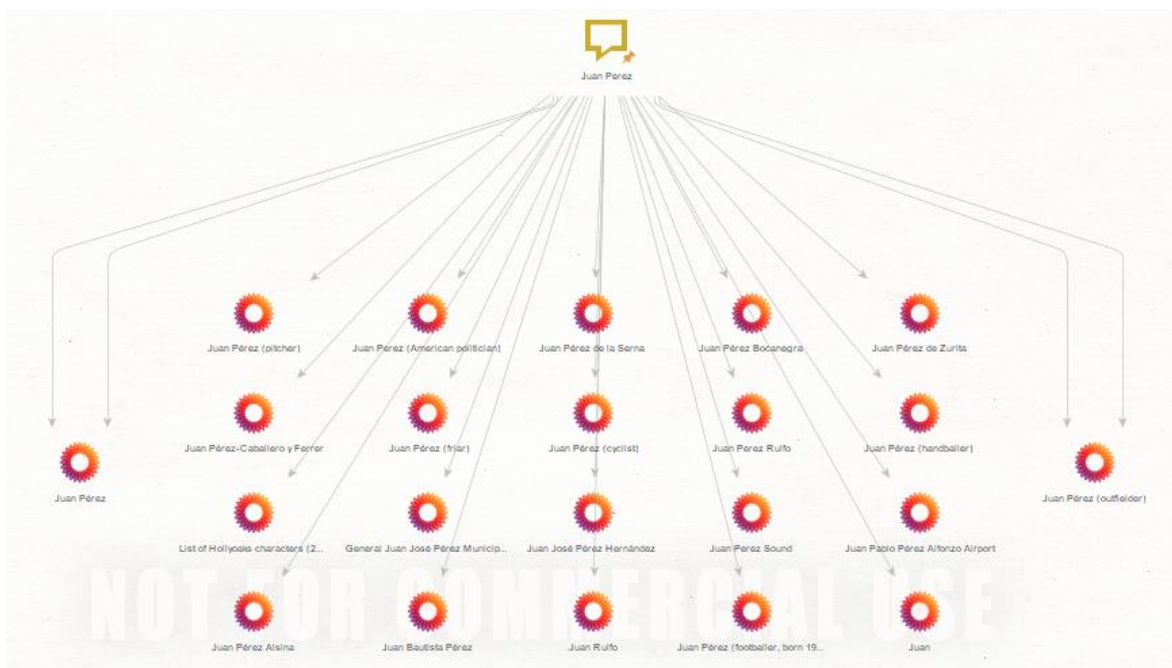 Juan Perez
Juan Pérez (pitcher)
Juan Pérez (American politician)
Juan Pérez de la Serna
Juan Pérez Bocanegra
Juan Pérez de Zurita
Juan Pérez-Caballero y Ferrer
Juan Pérez (friar)
Juan Pérez (cyclist)
Juan Perez Rulfo
Juan Pérez (handballer)
Juan Pérez
Juan Pérez (outfielder)
List of Hollyoaks characters (2...
General Juan José Pérez Municip...
Juan José Pérez Hernández
Juan Perez Sound
Juan Pablo Pérez Alfonzo Airport
NOT FOR COMMERCIAL USE
Juan Pérez Alsina
Juan Bautista Pérez
Juan Rulfo
Juan Pérez (footballer, born 19...
Juan